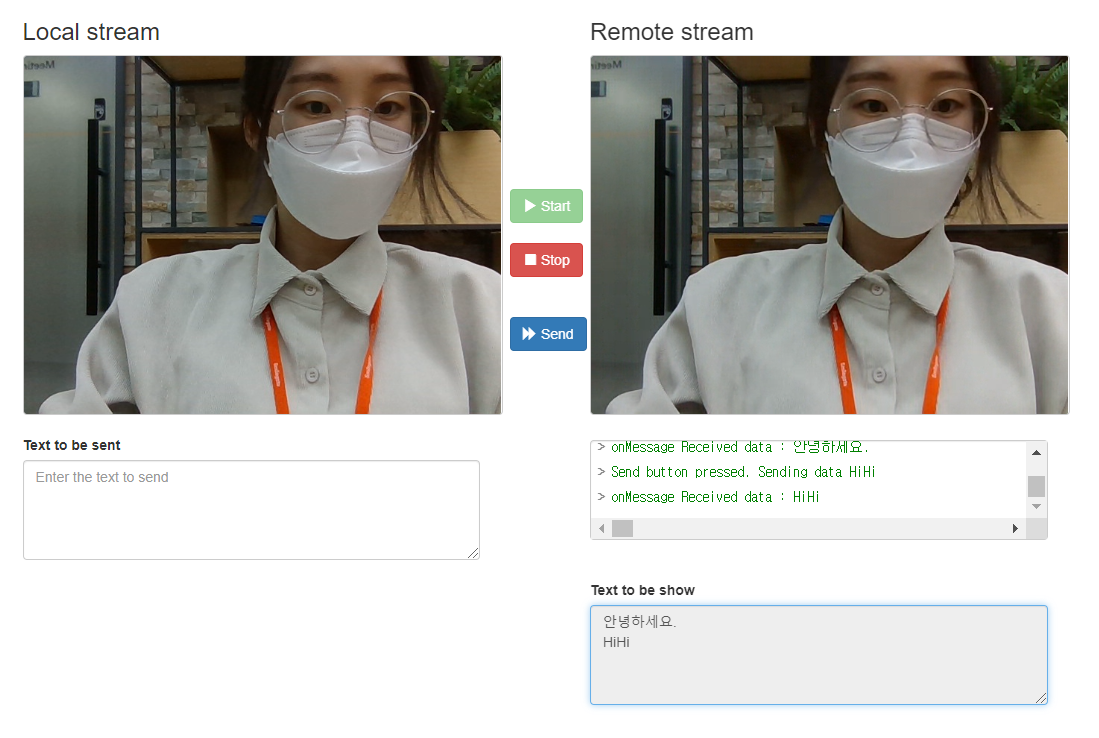 Local stream
Remote stream
Start
Stop
Send
Text to be sent
Enter the text to send
> onMessage Received data : 안녕하세요.
> Send button pressed. Sending data HiHi
> onMessage Received data : HiHi
Text to be show
안녕하세요.
HiHi